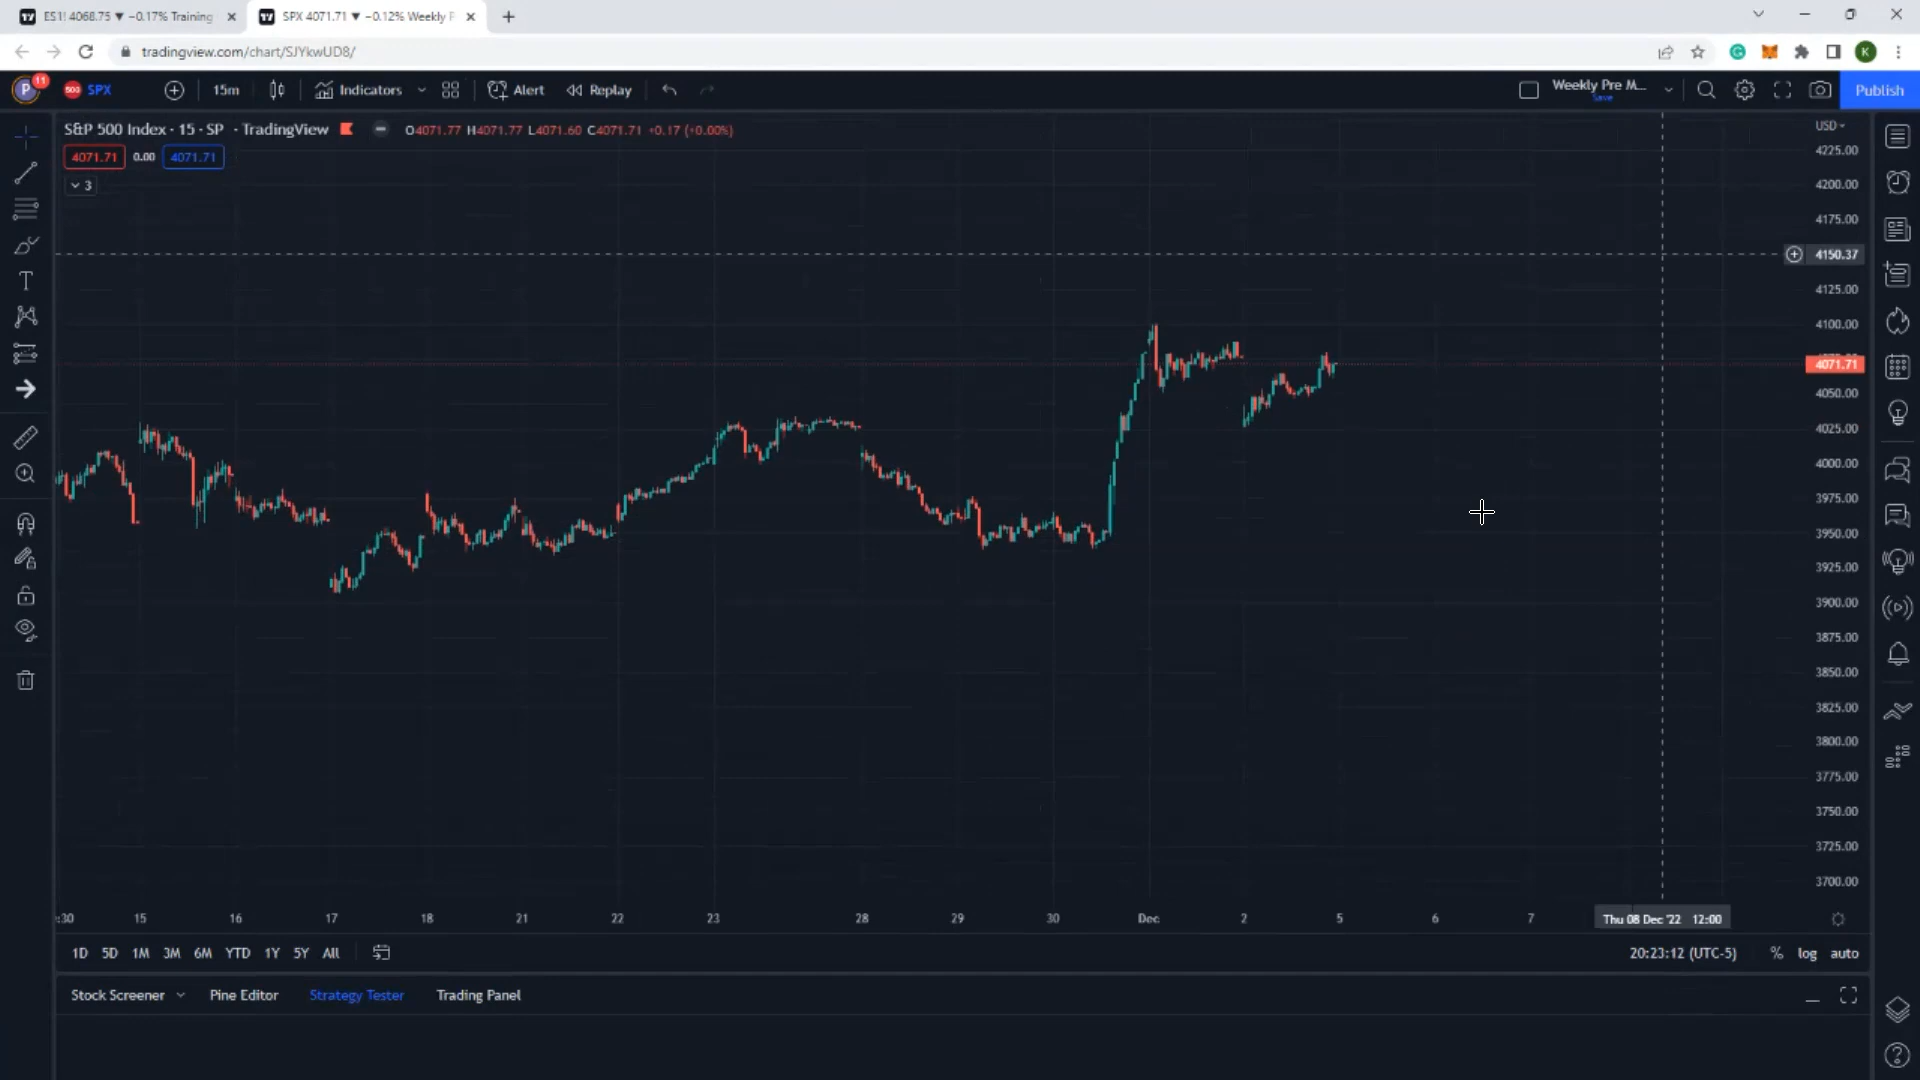 ES1! 4068.75 ▼ −0.17% Training
SPX 4071.71 ▼ −0.12% Weekly P
tradingview.com/chart/SJYkwUD8/
K
P 11
500 SPX
15m
Indicators
Alert
Replay
Weekly Pre M...
Save
Publish
S&P 500 Index · 15 · SP · TradingView
O4071.77 H4071.77 L4071.60 C4071.71 +0.17 (+0.00%)
4071.71 0.00 4071.71
3
USD
4225.00
4200.00
4175.00
4150.37
4125.00
4100.00
4071.71
4050.00
4025.00
4000.00
3975.00
3950.00
3925.00
3900.00
3875.00
3850.00
3825.00
3800.00
3775.00
3750.00
3725.00
3700.00
:30 15 16 17 18 21 22 23 28 29 30 Dec 2 5 6 7 Thu 08 Dec '22 12:00
1D 5D 1M 3M 6M YTD 1Y 5Y All
20:23:12 (UTC-5) % log auto
Stock Screener Pine Editor Strategy Tester Trading Panel